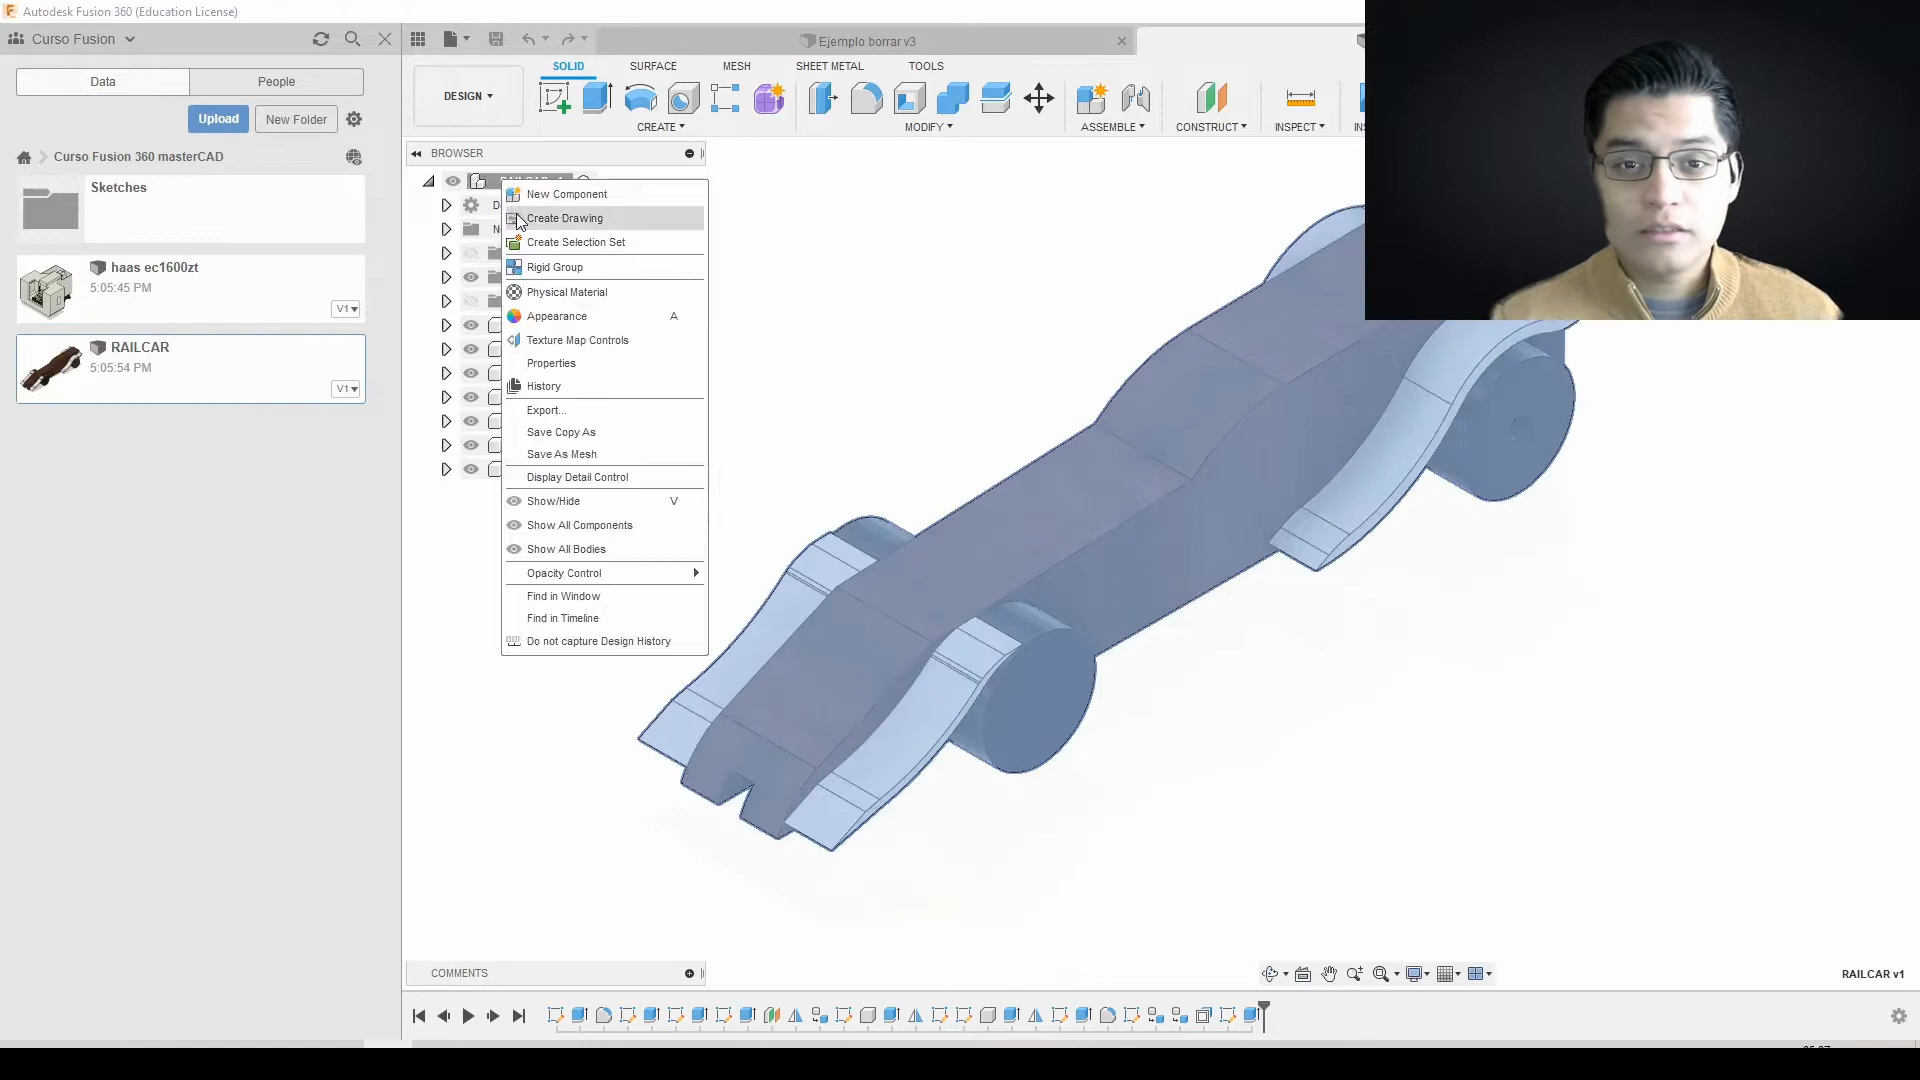 Autodesk Fusion 360 (Education License)
Curso Fusion
Data
People
Upload
New Folder
Curso Fusion 360 masterCAD
Sketches
haas ec1600zt
5:05:45 PM
V1
RAILCAR
5:05:54 PM
V1
Ejemplo borrar v3
DESIGN
SOLID
SURFACE
MESH
SHEET METAL
TOOLS
CREATE
MODIFY
ASSEMBLE
CONSTRUCT
INSPECT
BROWSER
New Component
Create Drawing
Create Selection Set
Rigid Group
Physical Material
Appearance A
Texture Map Controls
Properties
History
Export...
Save Copy As
Save As Mesh
Display Detail Control
Show/Hide V
Show All Components
Show All Bodies
Opacity Control
Find in Window
Find in Timeline
Do not capture Design History
COMMENTS
RAILCAR v1